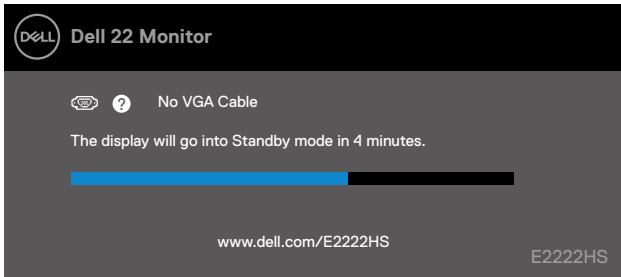 DELL
Dell 22 Monitor
? No VGA Cable
The display will go into Standby mode in 4 minutes.
www.dell.com/E2222HS
E2222HS